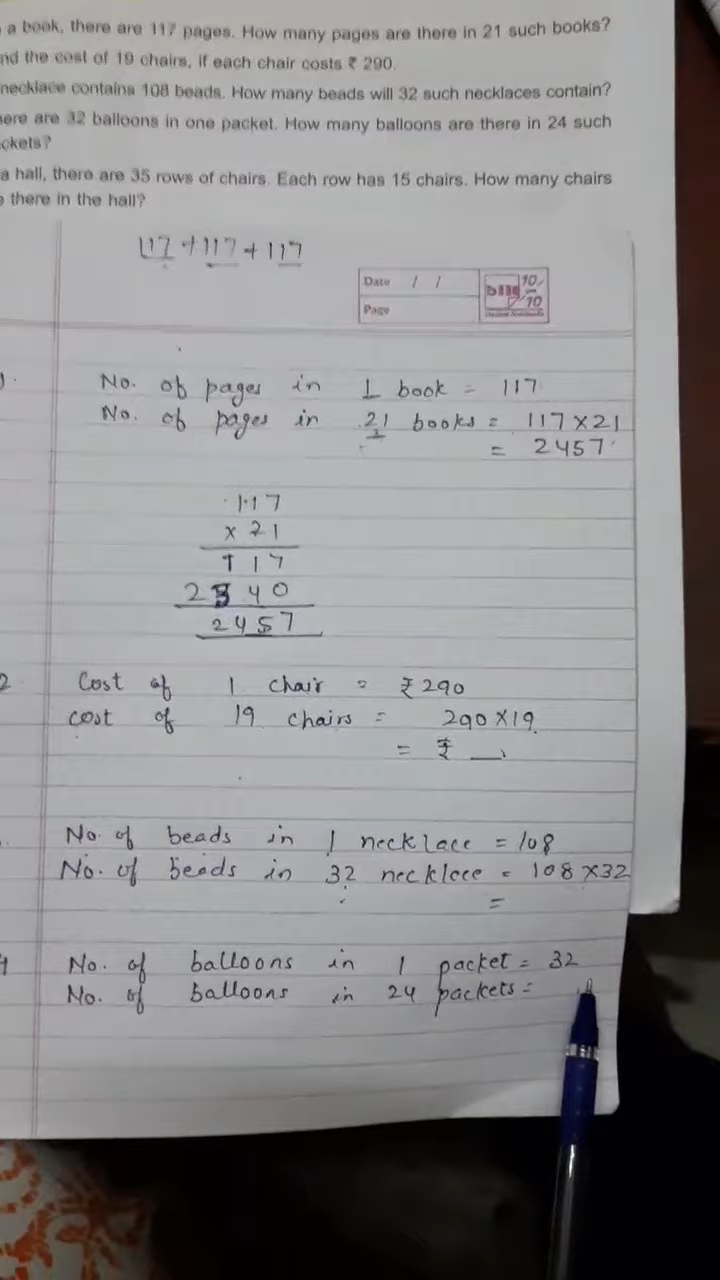 a book, there are 117 pages. How many pages are there in 21 such books?
nd the cost of 19 chairs, if each chair costs ₹ 290.
necklace contains 108 beads. How many beads will 32 such necklaces contain?
ere are 32 balloons in one packet. How many balloons are there in 24 such
ckets?
a hall, there are 35 rows of chairs. Each row has 15 chairs. How many chairs
e there in the hall?
117 + 117 + 117
Date / /
Page
10/10
No. of pages in 1 book = 117
No. of pages in 21 books = 117 × 21
= 2457
117
× 21
117
2340
2457
2 Cost of 1 chair = ₹ 290
cost of 19 chairs = 290 × 19
= ₹ __
No. of beads in 1 necklace = 108
No. of beads in 32 necklece = 108 × 32
=
4 No. of balloons in 1 packet = 32
No. of balloons in 24 packets =